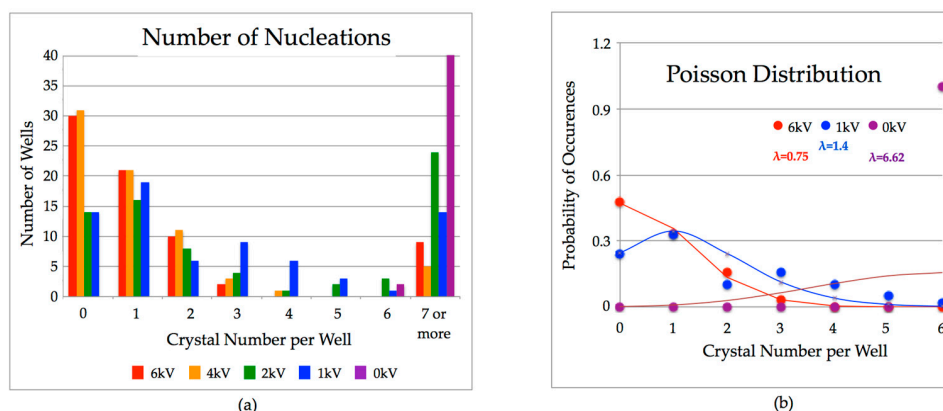 Number of Nucleations
Number of Wells
40
35
30
25
20
15
10
5
0
0 1 2 3 4 5 6 7 or more
Crystal Number per Well
6kV 4kV 2kV 1kV 0kV
(a)
Poisson Distribution
Probability of Occurences
1.2
0.9
0.6
0.3
0
6kV 1kV 0kV
λ=0.75 λ=1.4 λ=6.62
0 1 2 3 4 5 6
Crystal Number per Well
(b)